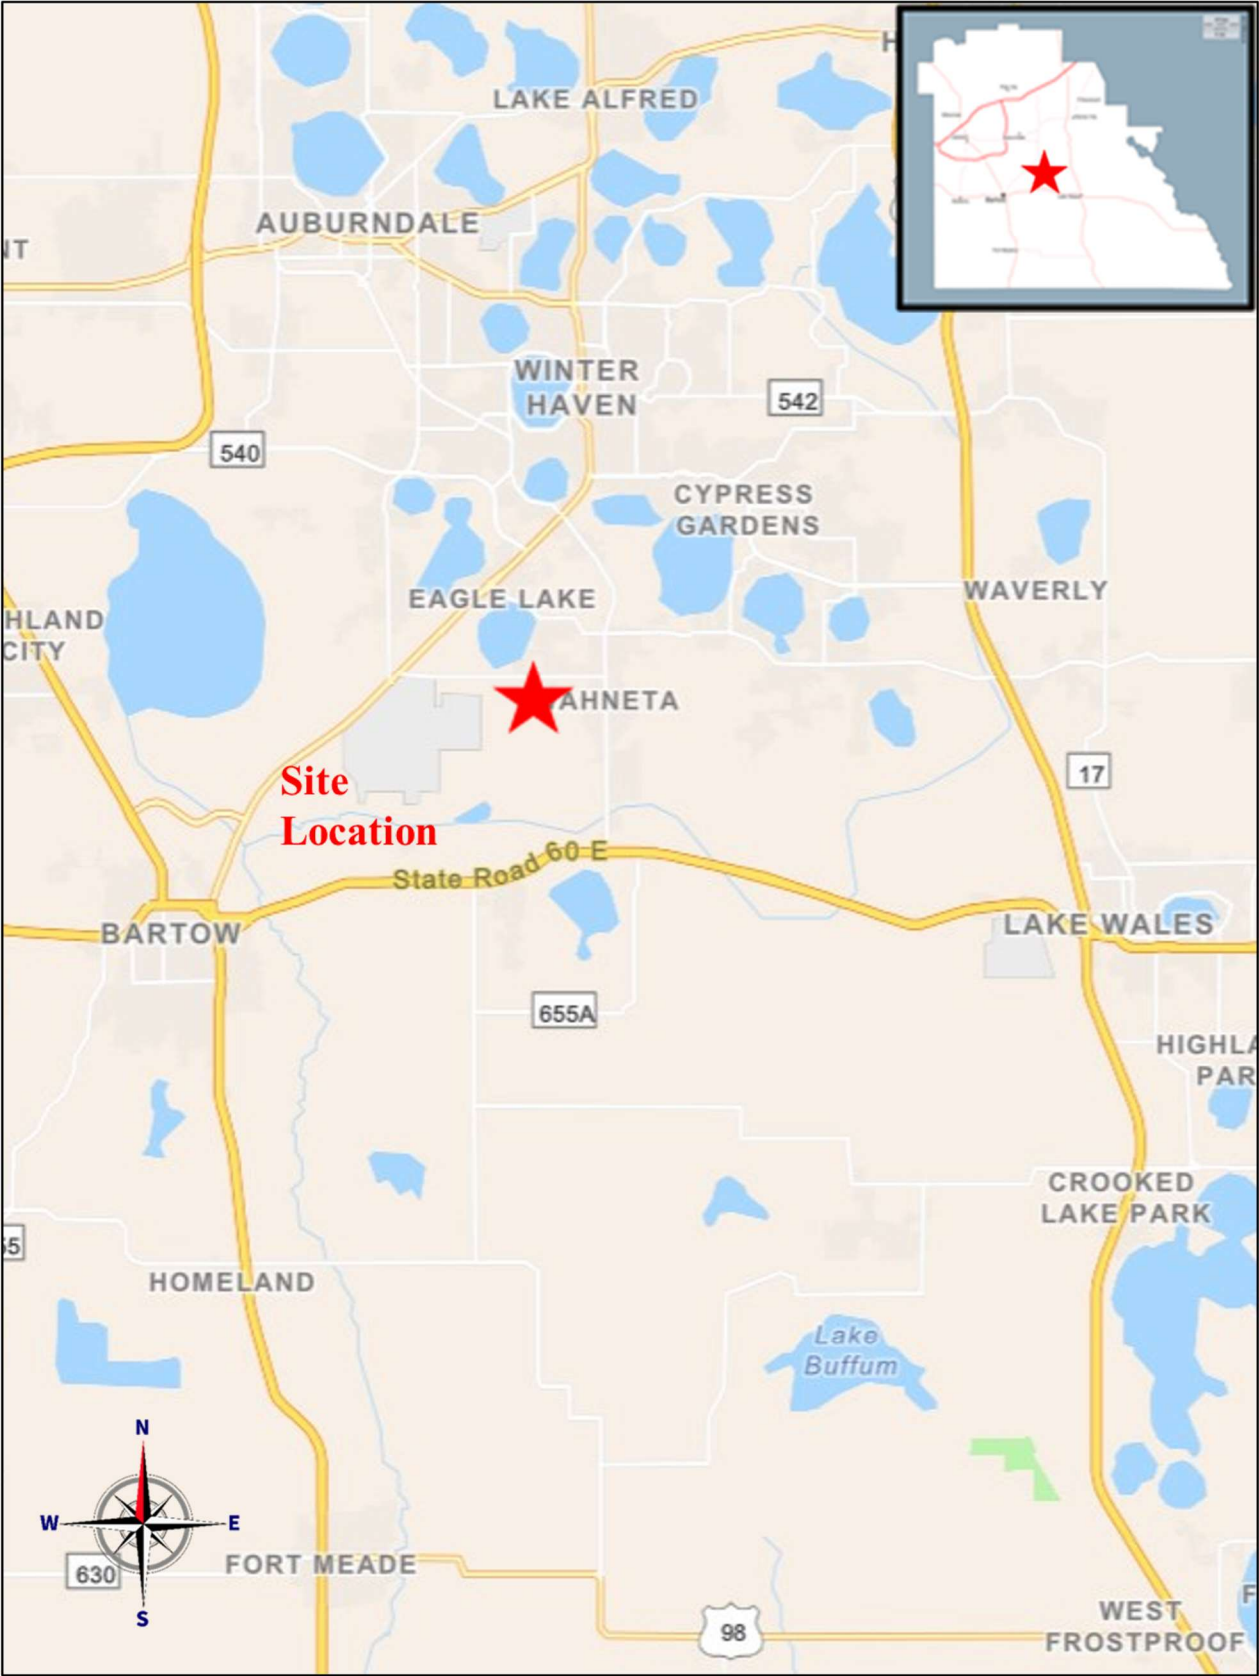 H
LAKE ALFRED
AUBURNDALE
NT
WINTER
HAVEN
542
540
CYPRESS
GARDENS
EAGLE LAKE
WAVERLY
HLAND
CITY
AHNETA
17
Site
Location
State Road 60 E
BARTOW
LAKE WALES
655A
HIGHLA
PAR
CROOKED
LAKE PARK
55
HOMELAND
Lake
Buffum
N
W
E
S
630
FORT MEADE
98
WEST
FROSTPROOF
F